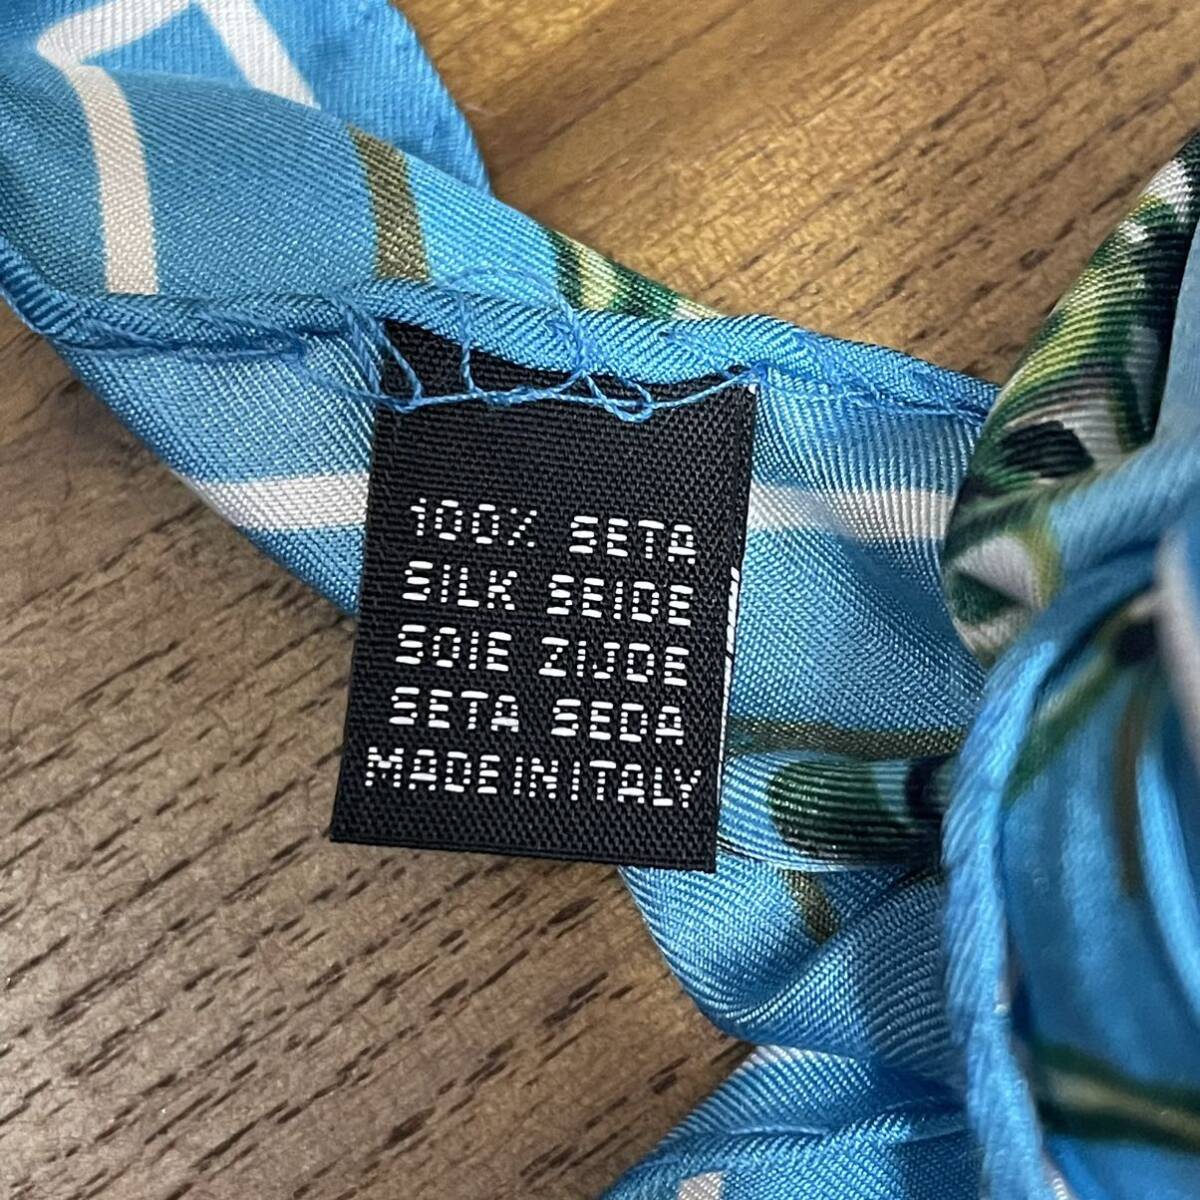 100% SETA
SILK SEIDE
SOIE ZIJDE
SETA SEDA
MADE IN ITALY